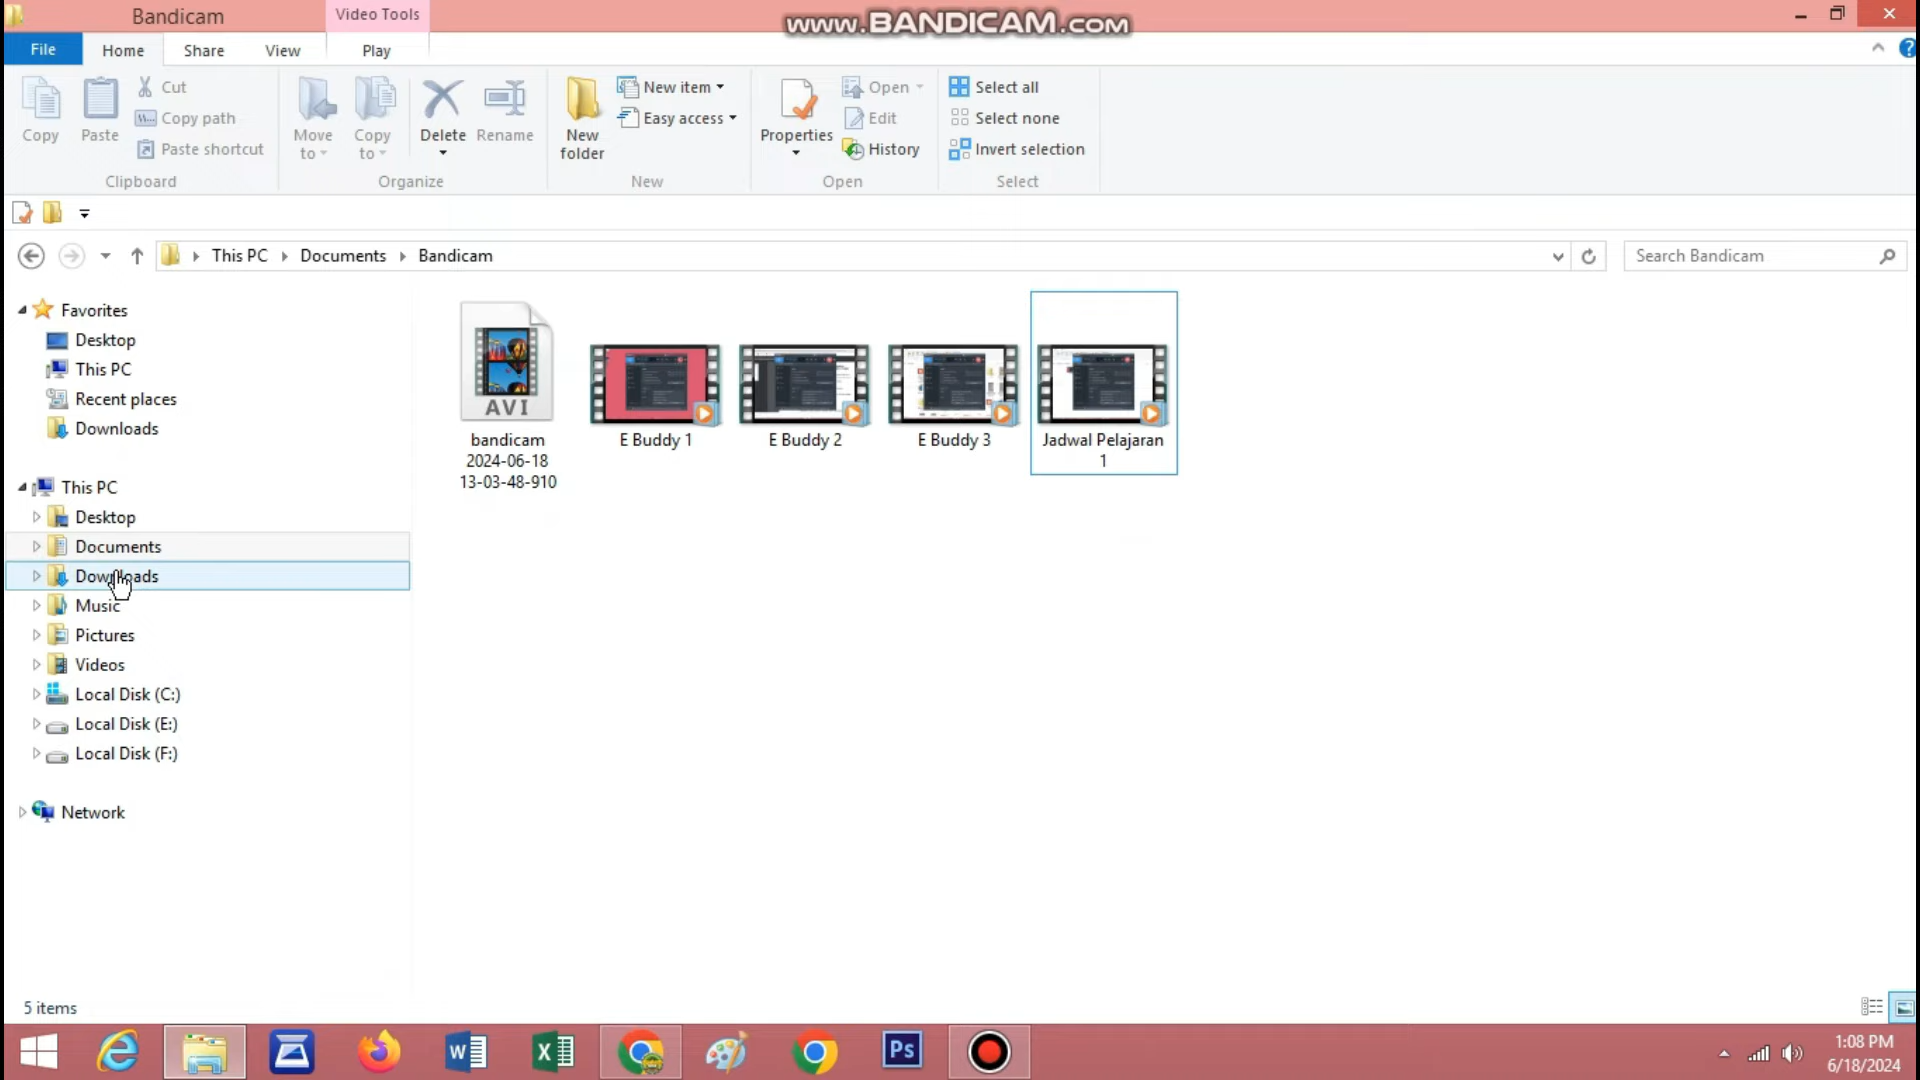 Bandicam
Video Tools
www.BANDICAM.com
File
Home
Share
View
Play
Copy
Paste
Cut
Copy path
Paste shortcut
Clipboard
Move to
Copy to
Delete
Rename
Organize
New folder
New item
Easy access
New
Properties
Open
Edit
History
Open
Select all
Select none
Invert selection
Select
This PC
Documents
Bandicam
Search Bandicam
Favorites
Desktop
This PC
Recent places
Downloads
This PC
Desktop
Documents
Downloads
Music
Pictures
Videos
Local Disk (C:)
Local Disk (E:)
Local Disk (F:)
Network
AVI
bandicam
2024-06-18
13-03-48-910
E Buddy 1
E Buddy 2
E Buddy 3
Jadwal Pelajaran
1
5 items
W
X
Ps
1:08 PM
6/18/2024